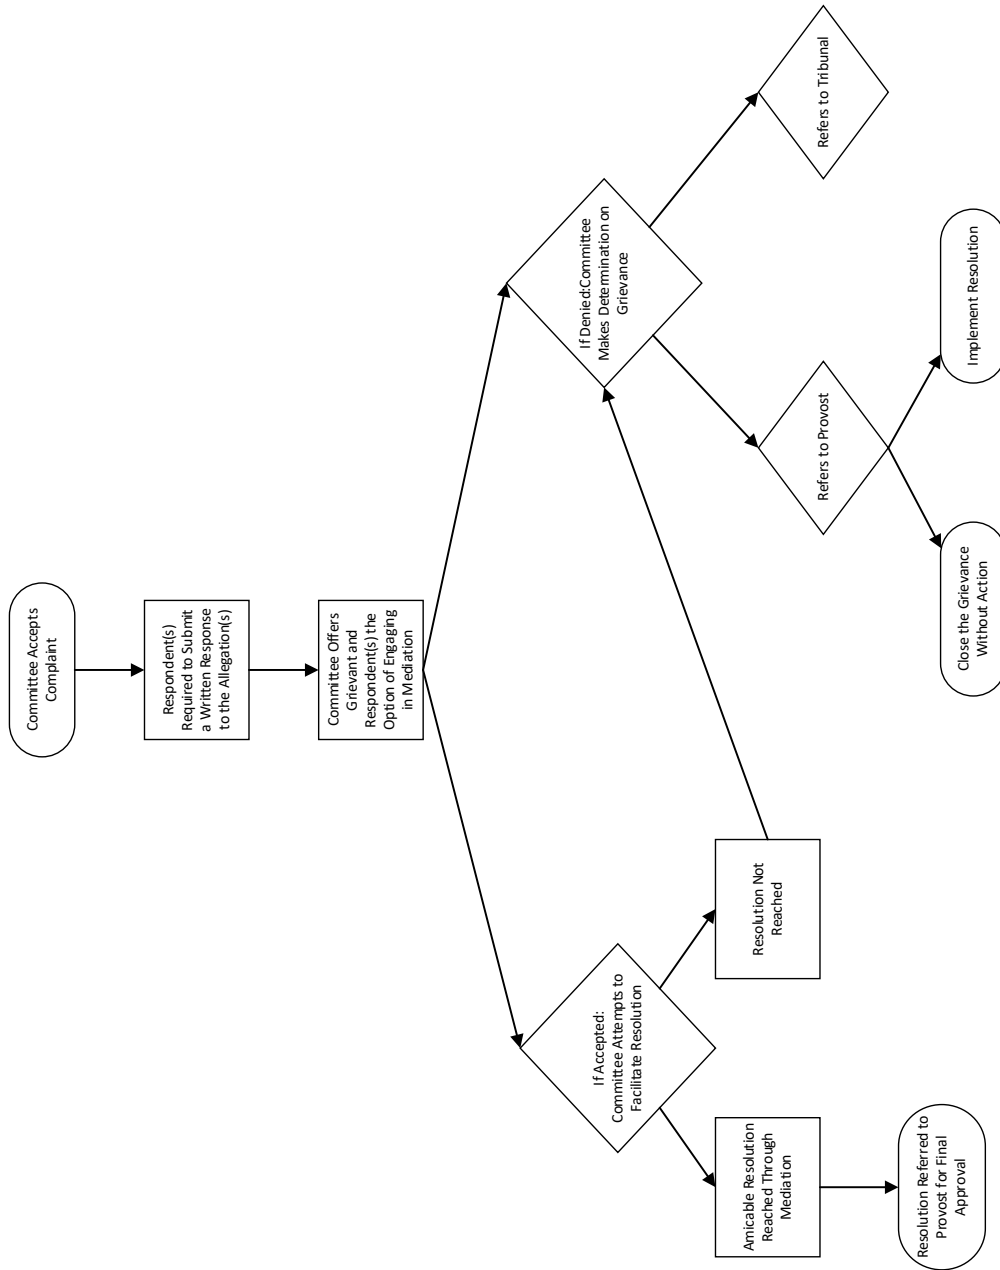 Committee Accepts
Complaint
Respondent(s)
Required to Submit
a Written Response
to the Allegation(s)
Committee Offers
Grievant and
Respondent(s) the
Option of Engaging
in Mediation
If Accepted:
Committee Attempts to
Facilitate Resolution
If Denied:Committee
Makes Determination on
Grievance
Amicable Resolution
Reached Through
Mediation
Resolution Not
Reached
Refers to Provost
Refers to Tribunal
Resolution Referred to
Provost for Final
Approval
Close the Grievance
Without Action
Implement Resolution